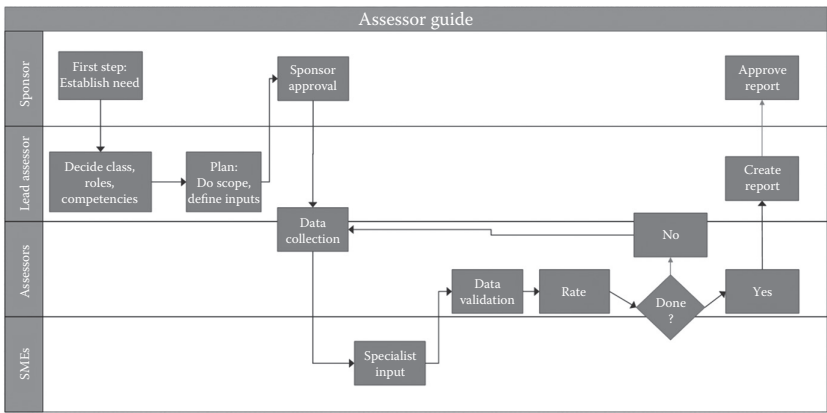 Assessor guide
Sponsor
First step:
Establish need
Sponsor
approval
Approve
report
Lead assessor
Decide class,
roles,
competencies
Plan:
Do scope,
define inputs
Create
report
Data
collection
Assessors
No
Data
validation
Rate
Done
?
Yes
SMEs
Specialist
input